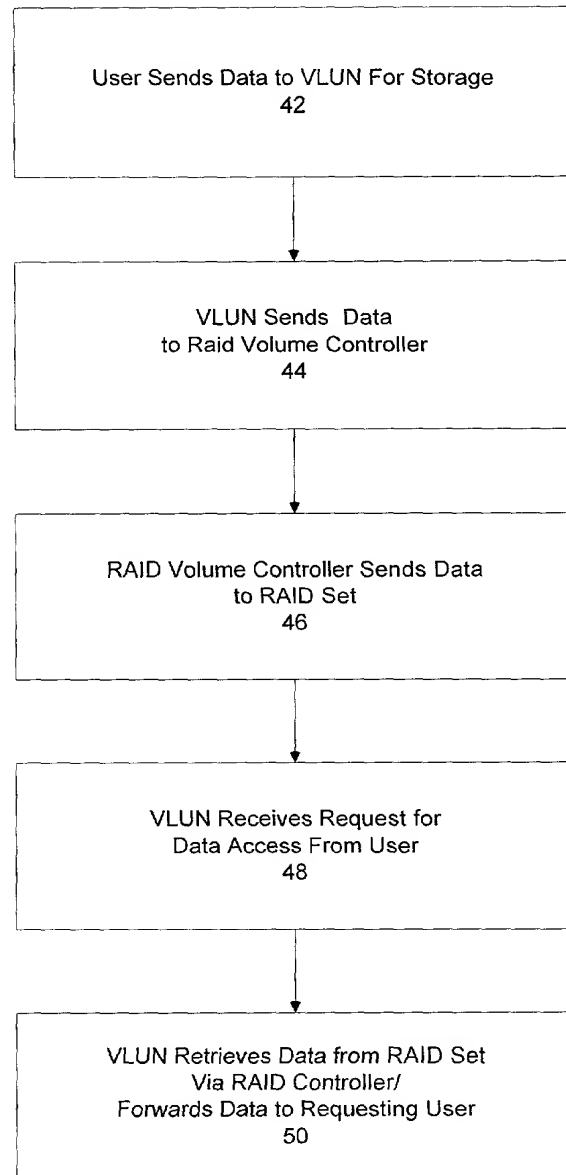 User Sends Data to VLUN For Storage
42
VLUN Sends Data
to Raid Volume Controller
44
RAID Volume Controller Sends Data
to RAID Set
46
VLUN Receives Request for
Data Access From User
48
VLUN Retrieves Data from RAID Set
Via RAID Controller/
Forwards Data to Requesting User
50